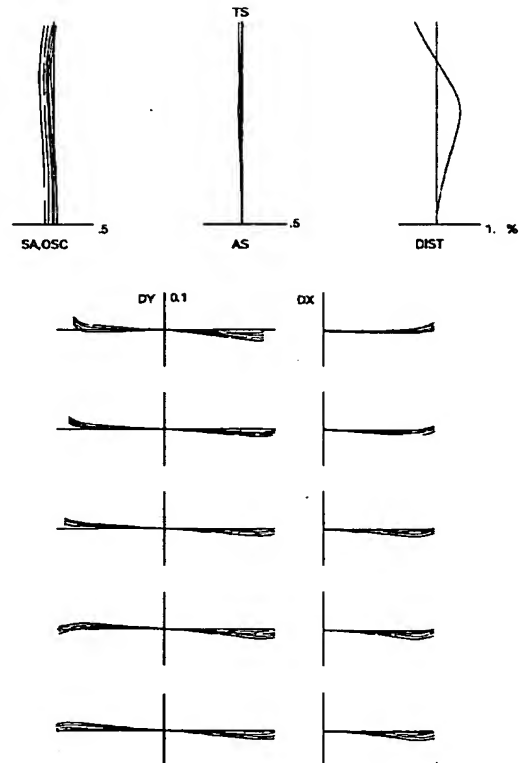 TS
.5
.5
1. %
SA,OSC
AS
DIST
DY 0.1
DX